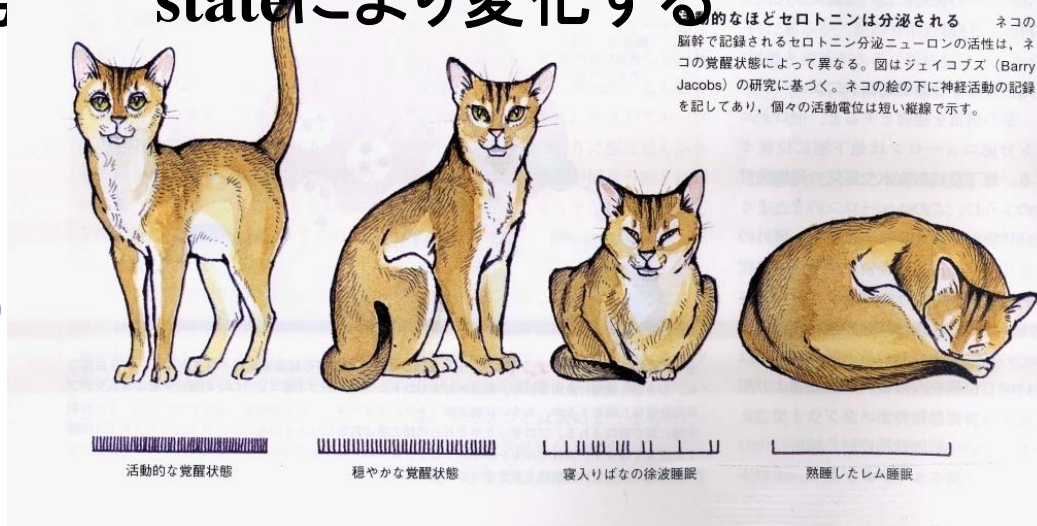 stateにより変化する
動的なほどセロトニンは分泌される ネコの
脳幹で記録されるセロトニン分泌ニューロンの活性は，ネ
コの覚醒状態によって異なる。図はジェイコブズ（Barry
Jacobs）の研究に基づく。ネコの絵の下に神経活動の記録
を記してあり，個々の活動電位は短い縦線で示す。
活動的な覚醒状態
穏やかな覚醒状態
寝入りばなの徐波睡眠
熟睡したレム睡眠